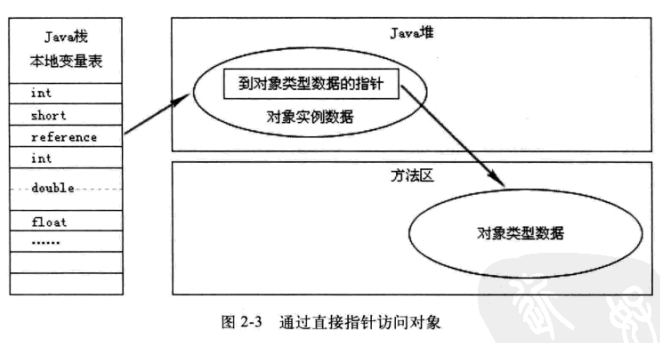 Java栈
本地变量表
int
short
reference
int
double
float
……
Java堆
到对象类型数据的指针
对象实例数据
方法区
对象类型数据
图 2-3 通过直接指针访问对象